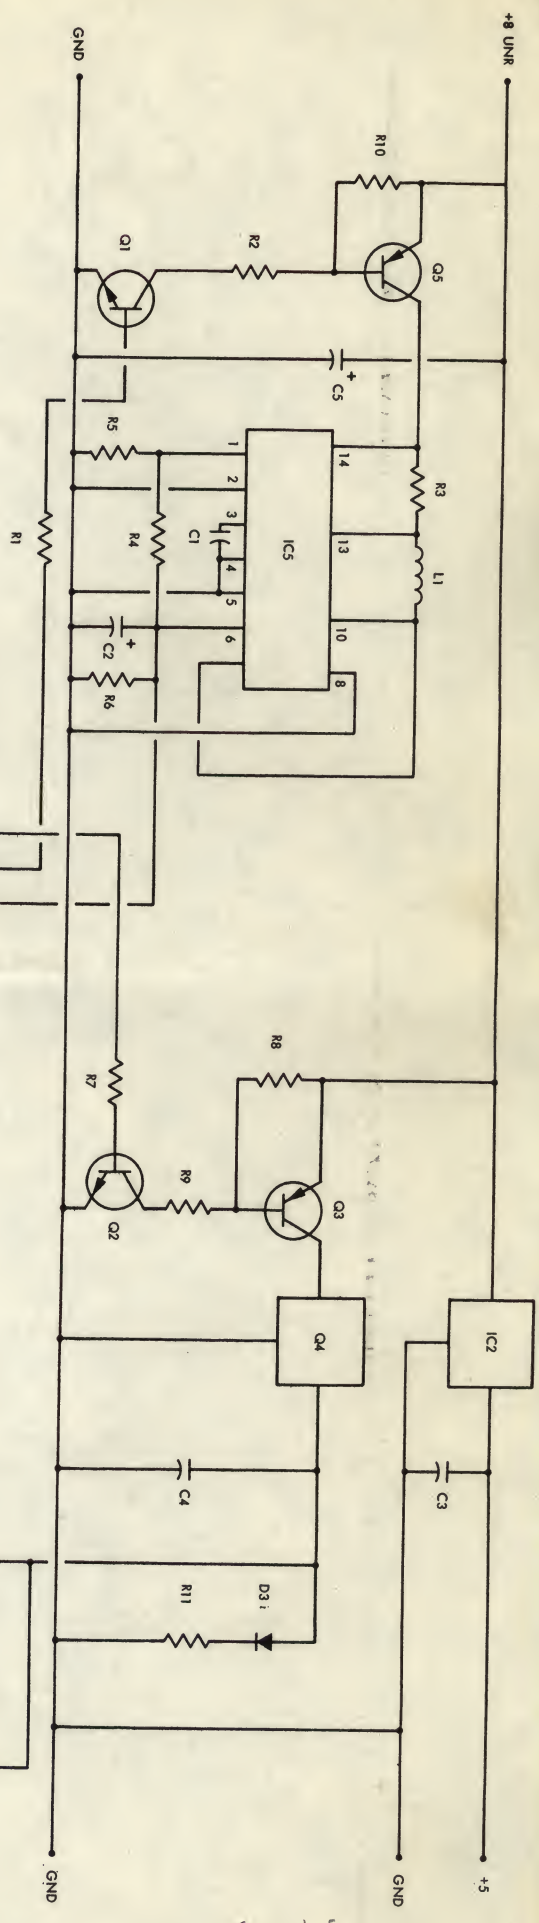 +8 UNR
GND
R10
Q5
R2
Q1
C5
+
R5
R1
R4
1
2
3
4
5
6
C1
IC5
14
13
10
8
R3
L1
C2
+
R6
R7
Q2
R9
R8
Q3
Q4
IC2
C4
C3
R11
D3
GND
GND
+5